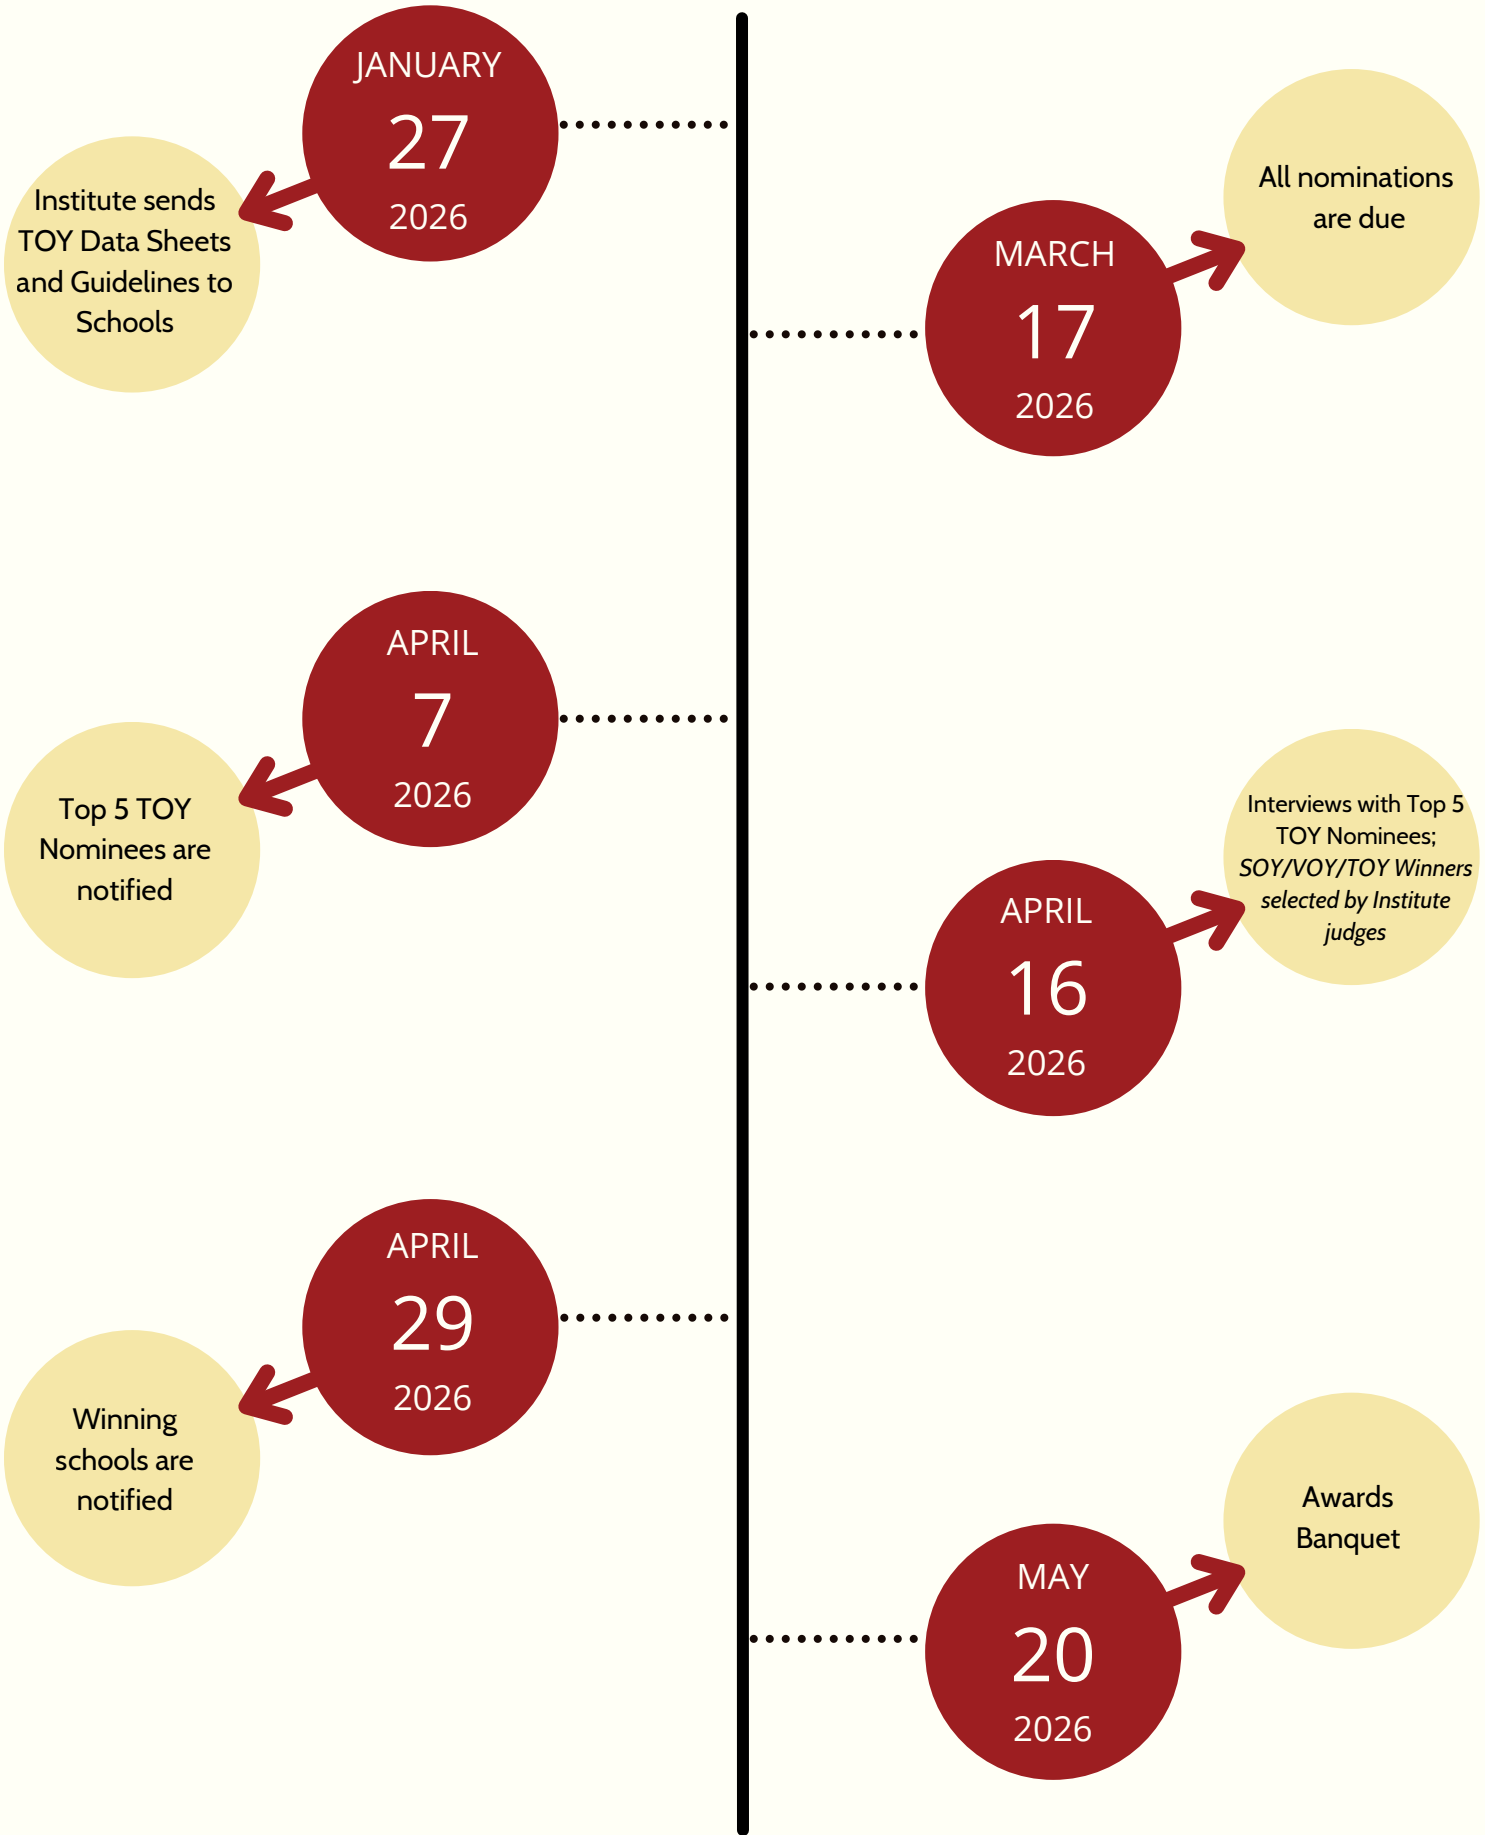 JANUARY
27
2026
Institute sends
TOY Data Sheets
and Guidelines to
Schools
MARCH
17
2026
All nominations
are due
APRIL
7
2026
Top 5 TOY
Nominees are
notified
APRIL
16
2026
Interviews with Top 5
TOY Nominees;
SOY/VOY/TOY Winners
selected by Institute
judges
APRIL
29
2026
Winning
schools are
notified
MAY
20
2026
Awards
Banquet